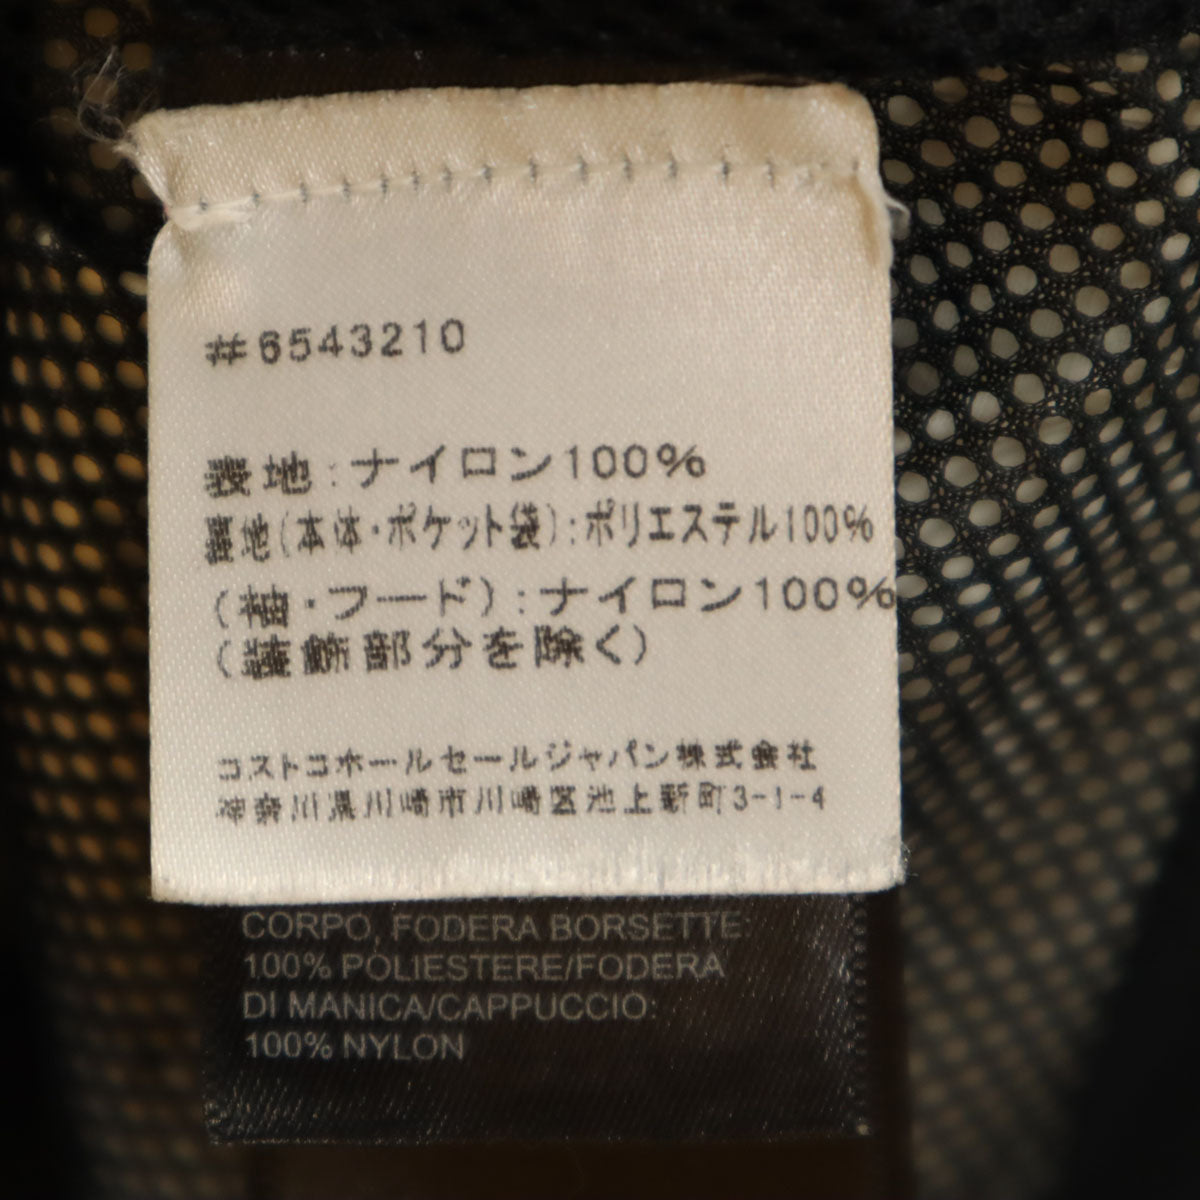 #6543210
表地:ナイロン100%
裏地(本体・ポケット袋):ポリエステル100%
(袖・フード):ナイロン100%
(装飾部分を除く)
コストコホールセールジャパン株式会社
神奈川県川崎市川崎区池上新町3-1-4
CORPO, FODERA BORSETTE:
100% POLIESTERE/FODERA
DI MANICA/CAPPUCCIO:
100% NYLON